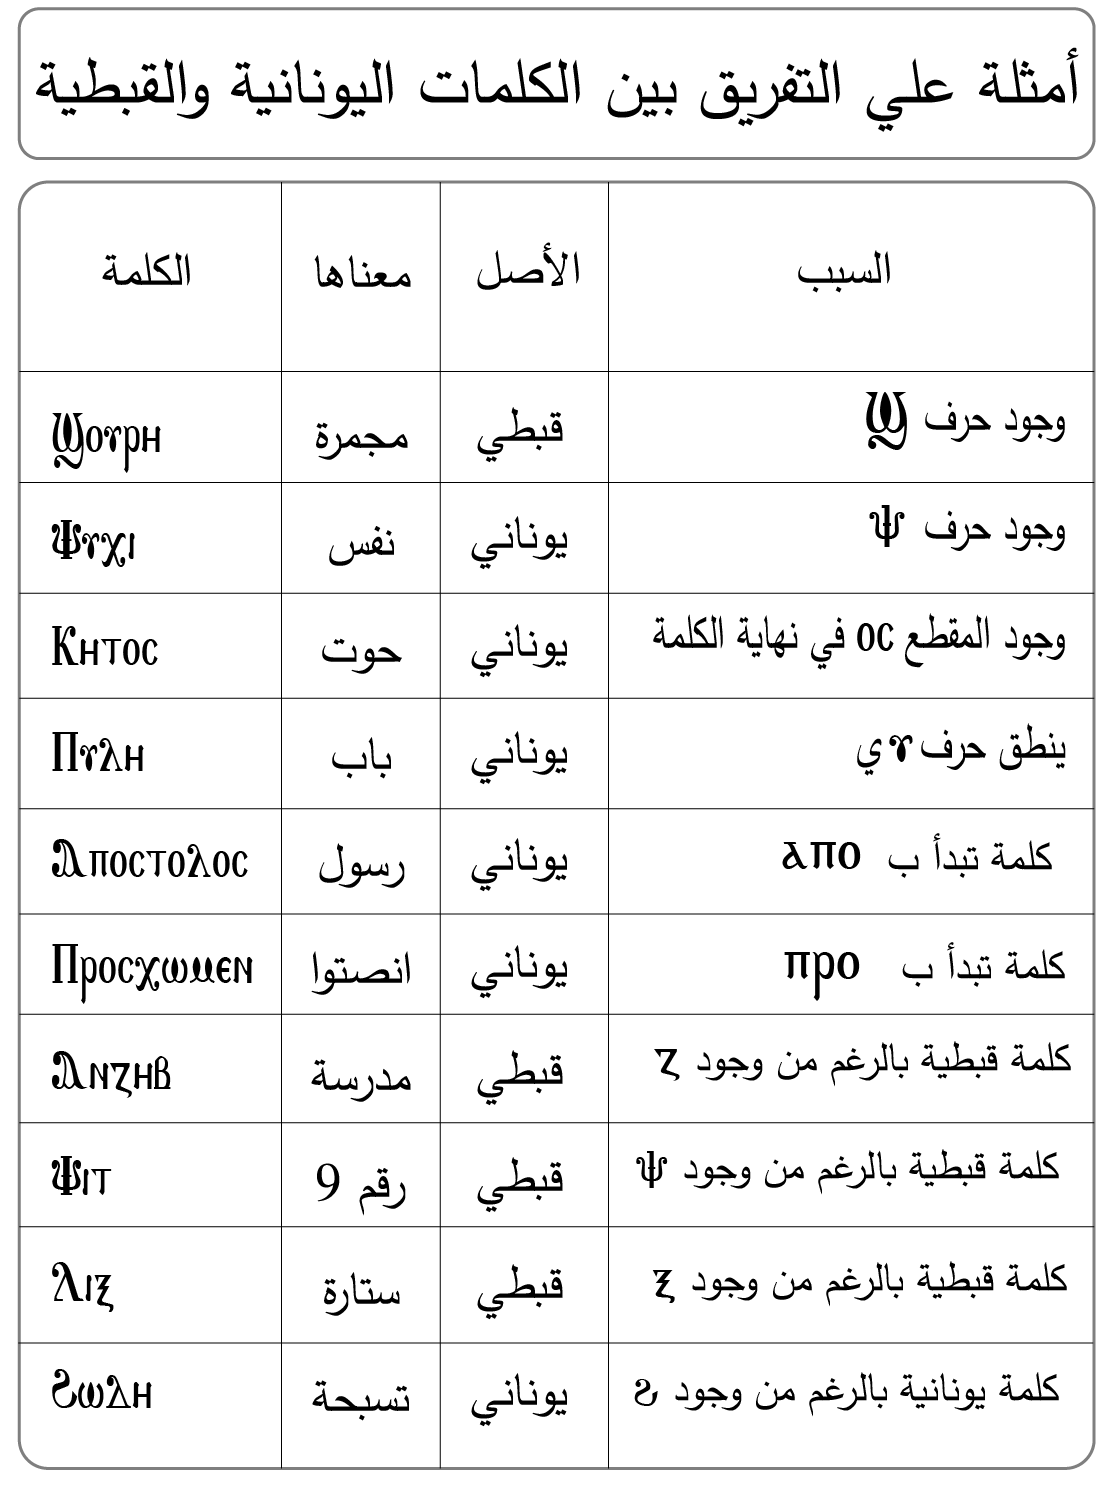 أمثلة علي التفريق بين الكلمات اليونانية والقبطية
الكلمة معناها الأصل السبب
Ϣⲟⲩⲣⲏ مجمرة قبطي وجود حرف Ϣ
Ⲯⲩⲭⲓ نفس يوناني وجود حرف ⲯ
Ⲕⲏⲧⲟⲥ حوت يوناني وجود المقطع ⲟⲥ في نهاية الكلمة
Ⲡⲩⲗⲏ باب يوناني ينطق حرف ⲩ ي
Ⲁⲡⲟⲥⲧⲟⲗⲟⲥ رسول يوناني كلمة تبدأ ب ⲁⲡⲟ
Ⲡⲣⲟⲥⲭⲱⲙⲉⲛ انصتوا يوناني كلمة تبدأ ب ⲡⲣⲟ
Ⲁⲛⲍⲏⲃ مدرسة قبطي كلمة قبطية بالرغم من وجود ⲍ
Ⲯⲓⲧ رقم 9 قبطي كلمة قبطية بالرغم من وجود ⲯ
Ⲗⲓⲝ ستارة قبطي كلمة قبطية بالرغم من وجود ⲝ
Ϩⲱⲇⲏ تسبحة يوناني كلمة يونانية بالرغم من وجود ϩ